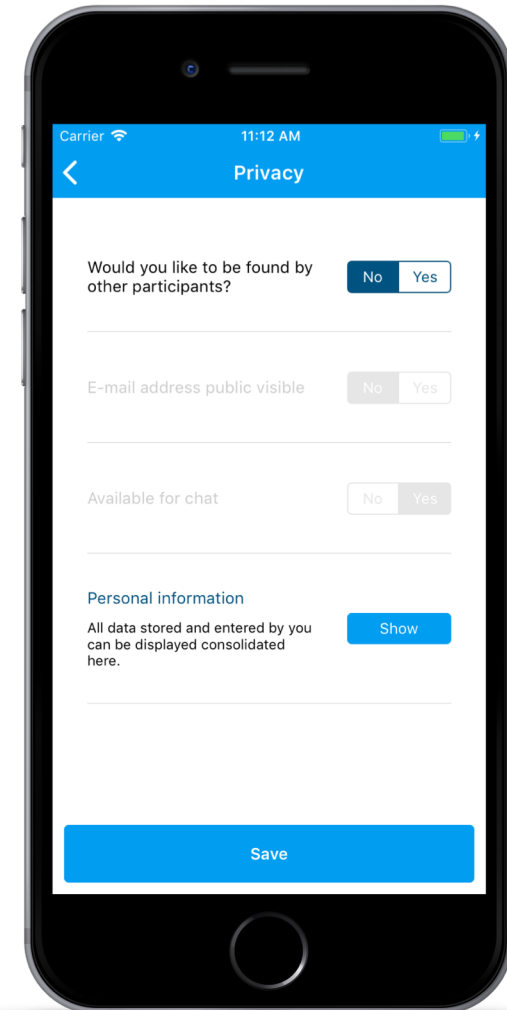 Carrier 11:12 AM
Privacy
Would you like to be found by
other participants?
No Yes
E-mail address public visible
No Yes
Available for chat
No Yes
Personal information
All data stored and entered by you
can be displayed consolidated
here.
Show
Save